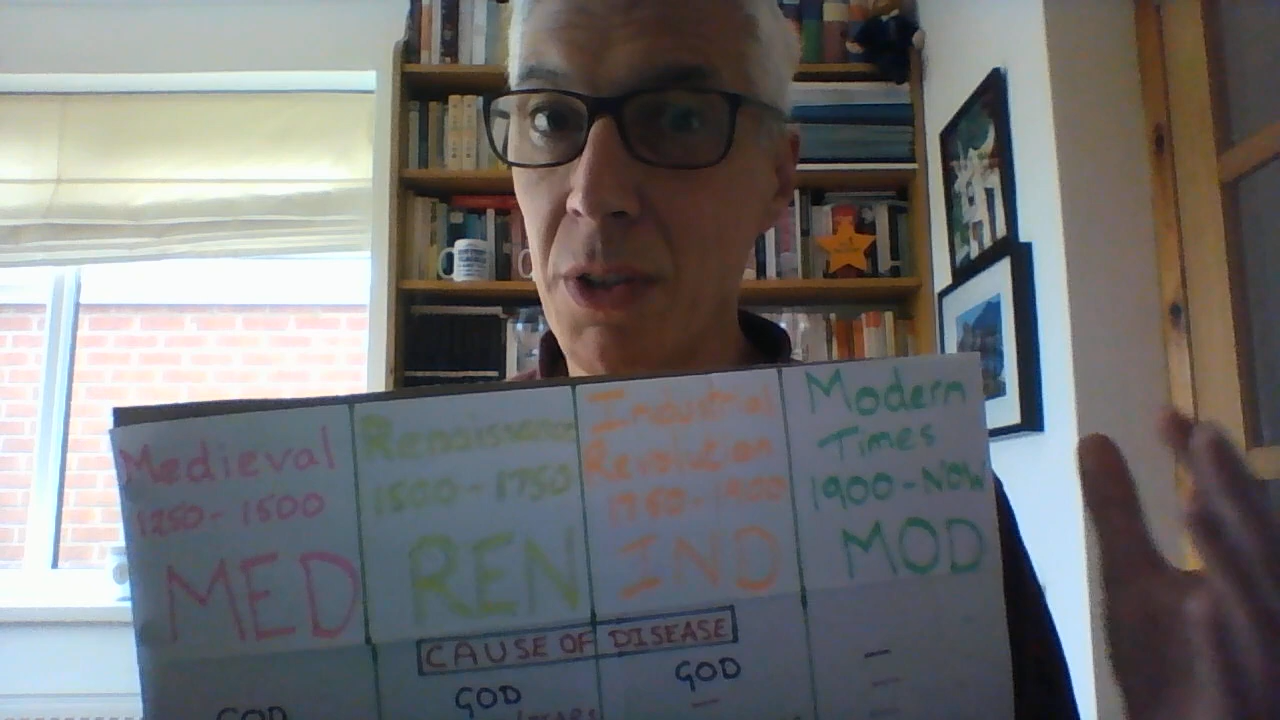 Medieval
1250-1500
MED
Renaissance
1500-1750
REN
Industrial
Revolution
1750-1900
IND
Modern
Times
1900-NOW
MOD
CAUSE OF DISEASE
GOD
GOD
GOD
-
-
-